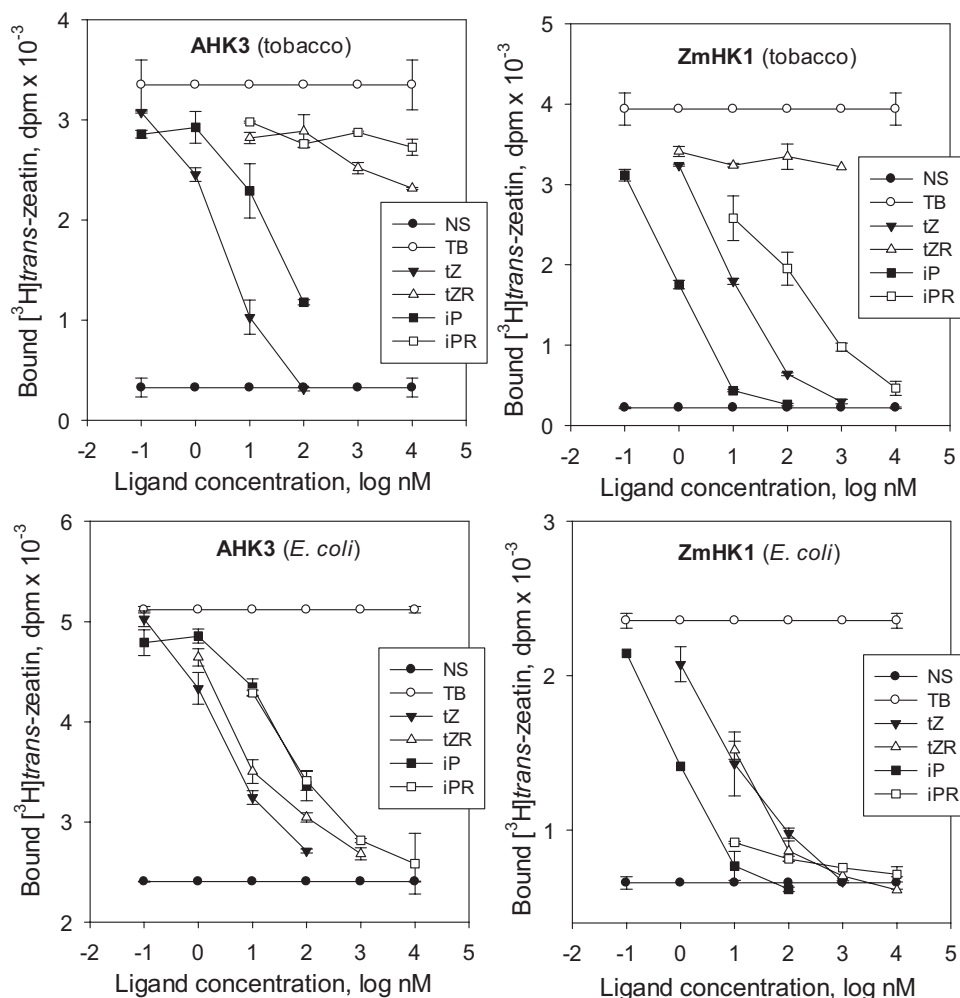 AHK3 (tobacco)
Bound [³H]trans-zeatin, dpm x 10⁻³
4
3
2
1
0
-2 -1 0 1 2 3 4 5
Ligand concentration, log nM
NS
TB
tZ
tZR
iP
iPR
ZmHK1 (tobacco)
Bound [³H]trans-zeatin, dpm x 10⁻³
5
4
3
2
1
0
-2 -1 0 1 2 3 4 5
Ligand concentration, log nM
NS
TB
tZ
tZR
iP
iPR
AHK3 (E. coli)
Bound [³H]trans-zeatin, dpm x 10⁻³
6
5
4
3
2
-2 -1 0 1 2 3 4 5
Ligand concentration, log nM
NS
TB
tZ
tZR
iP
iPR
ZmHK1 (E. coli)
Bound [³H]trans-zeatin, dpm x 10⁻³
3
2
1
-2 -1 0 1 2 3 4 5
Ligand concentration, log nM
NS
TB
tZ
tZR
iP
iPR